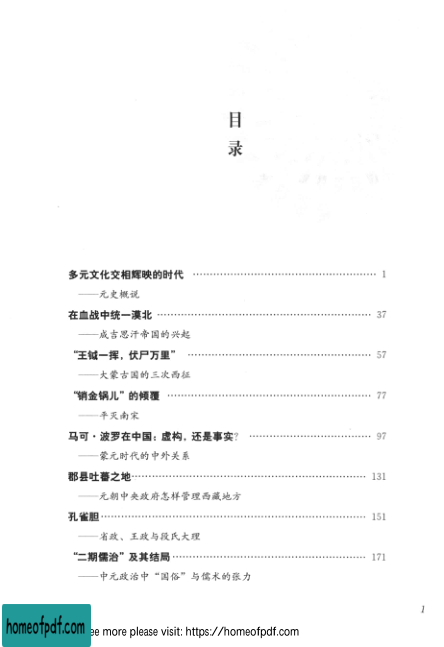 目
录
多元文化交相辉映的时代 …… 1
——元史概说
在血战中统一漠北 …… 37
——成吉思汗帝国的兴起
“王钺一挥，伏尸万里” …… 57
——大蒙古国的三次西征
“销金锅儿”的倾覆 …… 77
——平灭南宋
马可·波罗在中国：虚构，还是事实? …… 97
——蒙元时代的中外关系
郡县吐蕃之地 …… 131
——元朝中央政府怎样管理西藏地方
孔雀胆 …… 151
——省政、王政与段氏大理
“二期儒治”及其结局 …… 171
——中元政治中“国俗”与儒术的张力
1
homeofpdf.com
ee more please visit: https://homeofpdf.com